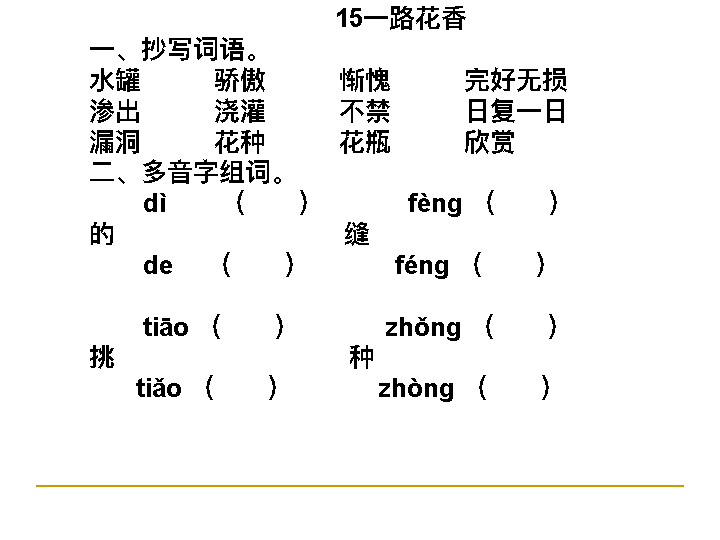 15一路花香
一、抄写词语。
水罐 骄傲 惭愧 完好无损
渗出 浇灌 不禁 日复一日
漏洞 花种 花瓶 欣赏
二、多音字组词。
dì （ ） fèng （ ）
的 缝
de （ ） féng （ ）
tiāo （ ） zhǒng （ ）
挑 种
tiǎo （ ） zhòng （ ）